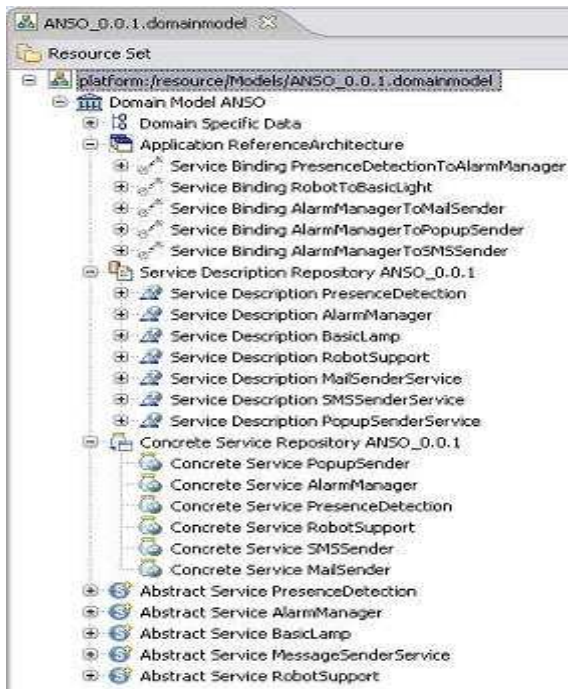 ANSO_0.0.1.domainmodel
Resource Set
platform:/resource/Models/ANSO_0.0.1.domainmodel
Domain Model ANSO
Domain Specific Data
Application ReferenceArchitecture
Service Binding PresenceDetectionToAlarmManager
Service Binding RobotToBasicLight
Service Binding AlarmManagerToMailSender
Service Binding AlarmManagerToPopupSender
Service Binding AlarmManagerToSMSSender
Service Description Repository ANSO_0.0.1
Service Description PresenceDetection
Service Description AlarmManager
Service Description BasicLamp
Service Description RobotSupport
Service Description MailSenderService
Service Description SMSSenderService
Service Description PopupSenderService
Concrete Service Repository ANSO_0.0.1
Concrete Service PopupSender
Concrete Service AlarmManager
Concrete Service PresenceDetection
Concrete Service RobotSupport
Concrete Service SMSSender
Concrete Service MailSender
Abstract Service PresenceDetection
Abstract Service AlarmManager
Abstract Service BasicLamp
Abstract Service MessageSenderService
Abstract Service RobotSupport